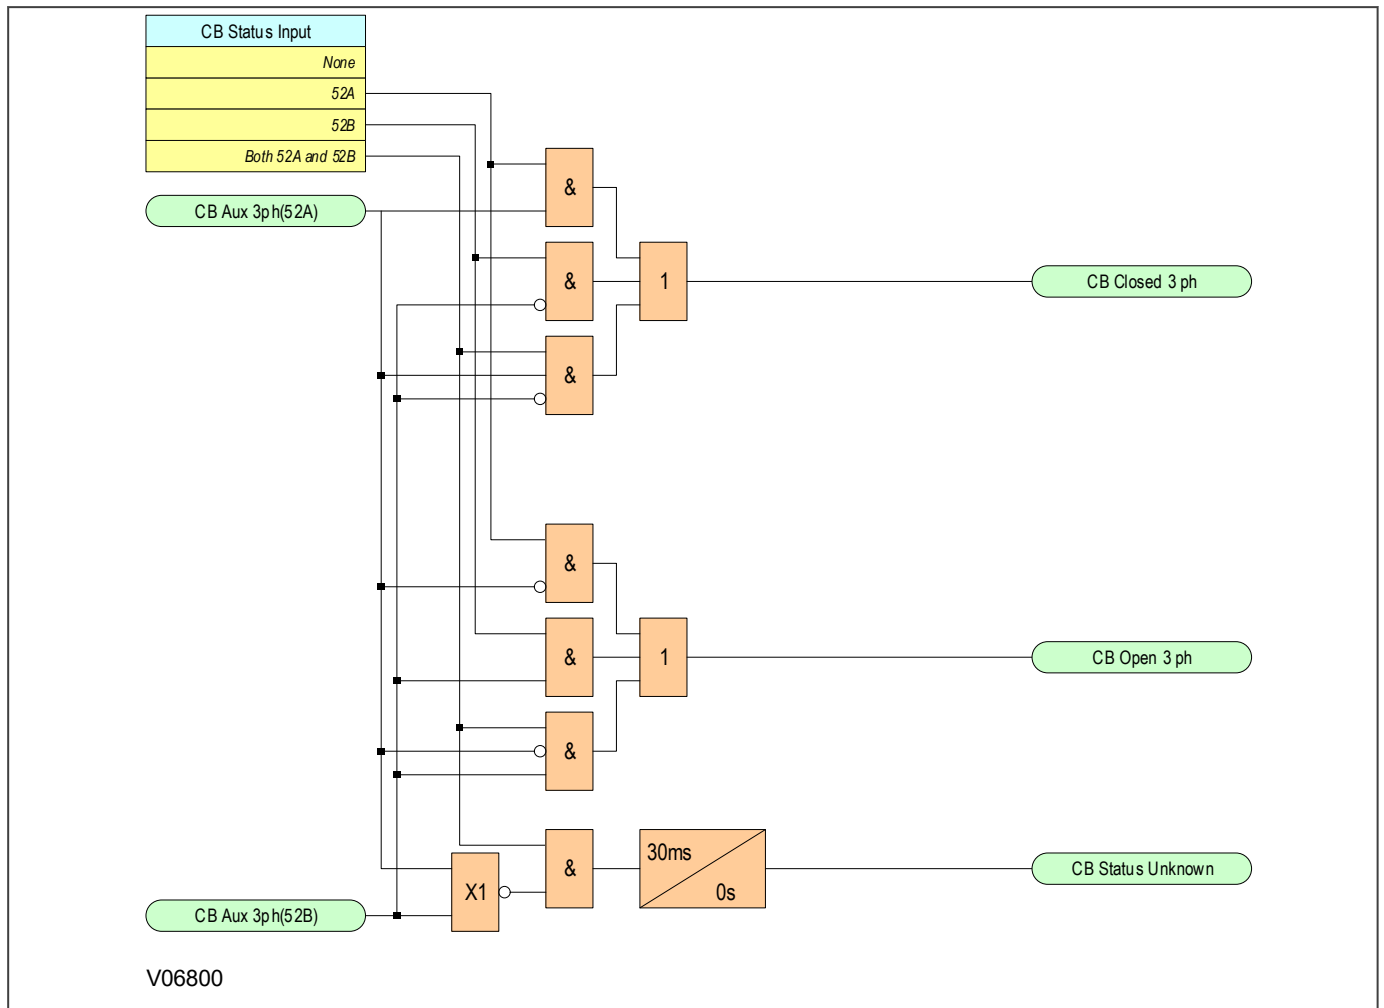 CB Status Input
None
52A
52B
Both 52A and 52B
CB Aux 3ph(52A)
&
&
1
CB Closed 3 ph
&
&
&
1
CB Open 3 ph
&
30ms
0s
&
X1
CB Status Unknown
CB Aux 3ph(52B)
V06800